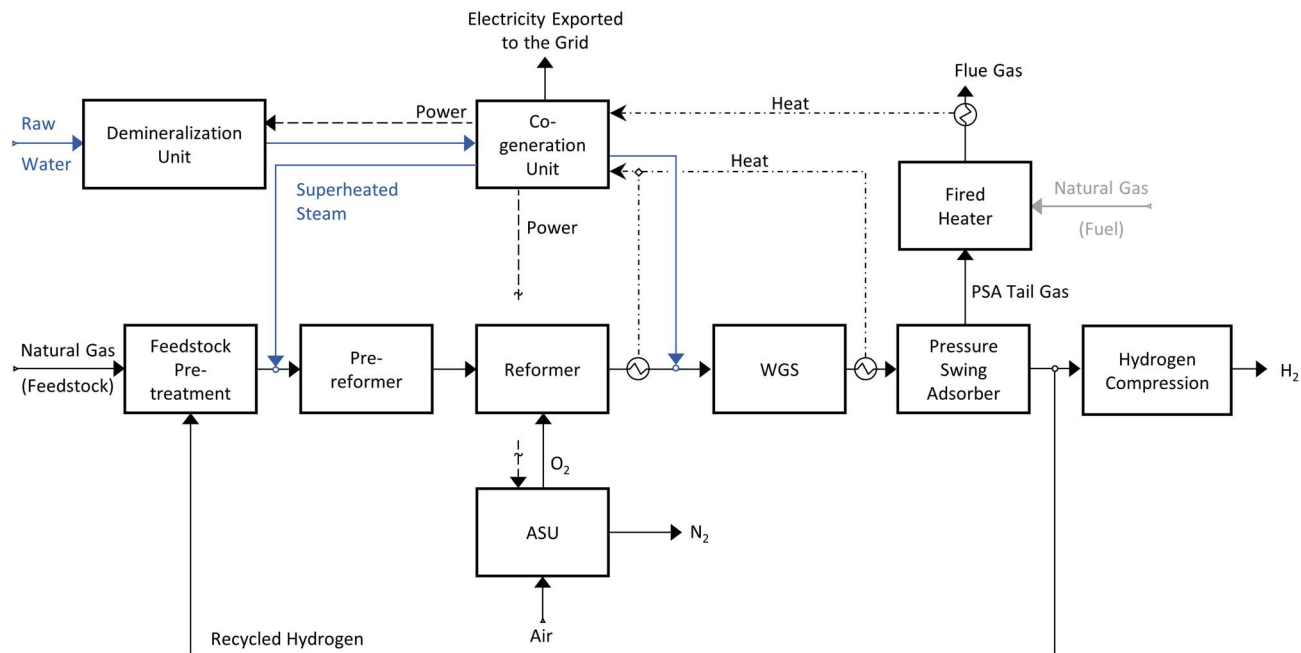 Electricity Exported
to the Grid
Flue Gas
Raw
Water
Demineralization
Unit
Power
Co-
generation
Unit
Heat
Heat
Superheated
Steam
Power
Fired
Heater
Natural Gas
(Fuel)
PSA Tail Gas
Natural Gas
(Feedstock)
Feedstock
Pre-
treatment
Pre-
reformer
Reformer
WGS
Pressure
Swing
Adsorber
Hydrogen
Compression
H2
~
~
O2
ASU
N2
Air
Recycled Hydrogen